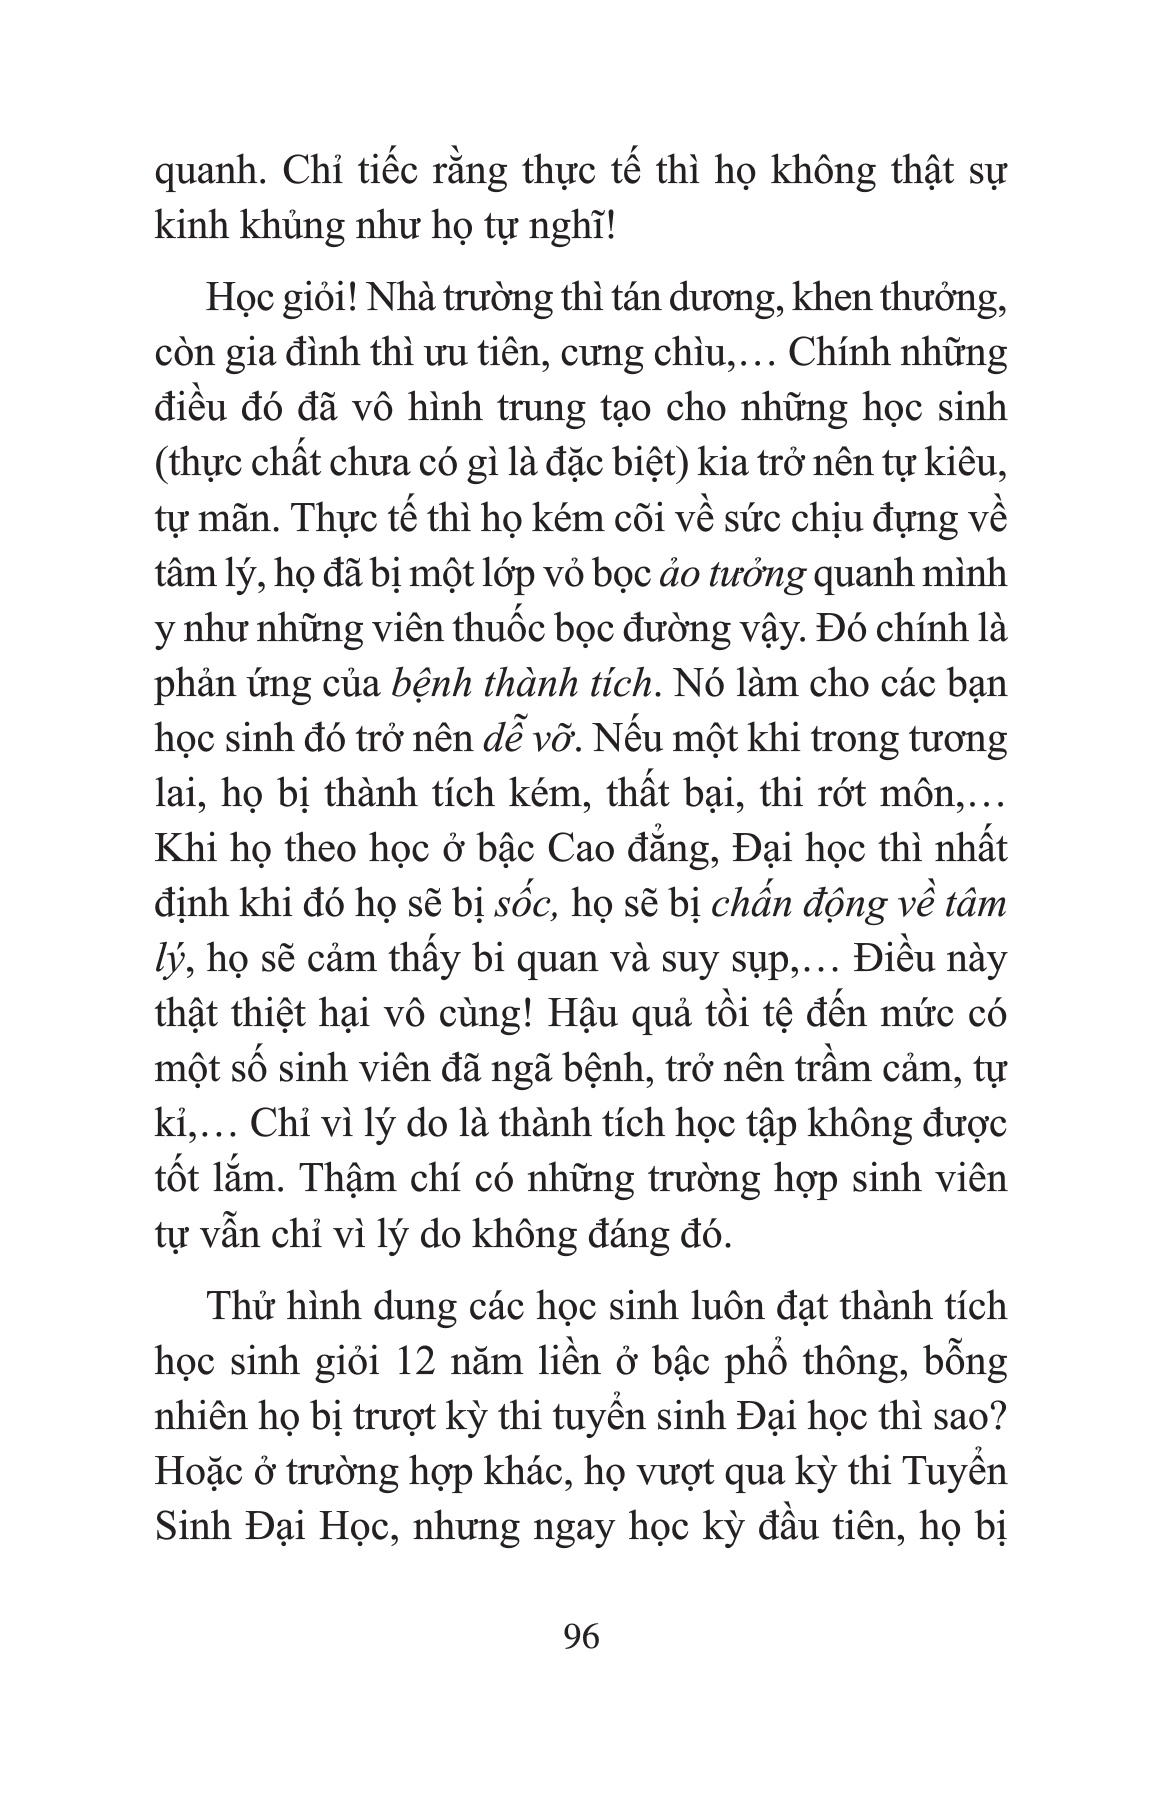 quanh. Chỉ tiếc rằng thực tế thì họ không thật sự
kinh khủng như họ tự nghĩ!
Học giỏi! Nhà trường thì tán dương, khen thưởng,
còn gia đình thì ưu tiên, cưng chìu,… Chính những
điều đó đã vô hình trung tạo cho những học sinh
(thực chất chưa có gì là đặc biệt) kia trở nên tự kiêu,
tự mãn. Thực tế thì họ kém cõi về sức chịu đựng về
tâm lý, họ đã bị một lớp vỏ bọc ảo tưởng quanh mình
y như những viên thuốc bọc đường vậy. Đó chính là
phản ứng của bệnh thành tích. Nó làm cho các bạn
học sinh đó trở nên dễ vỡ. Nếu một khi trong tương
lai, họ bị thành tích kém, thất bại, thi rớt môn,…
Khi họ theo học ở bậc Cao đẳng, Đại học thì nhất
định khi đó họ sẽ bị sốc, họ sẽ bị chấn động về tâm
lý, họ sẽ cảm thấy bi quan và suy sụp,… Điều này
thật thiệt hại vô cùng! Hậu quả tồi tệ đến mức có
một số sinh viên đã ngã bệnh, trở nên trầm cảm, tự
kỉ,… Chỉ vì lý do là thành tích học tập không được
tốt lắm. Thậm chí có những trường hợp sinh viên
tự vẫn chỉ vì lý do không đáng đó.
Thử hình dung các học sinh luôn đạt thành tích
học sinh giỏi 12 năm liền ở bậc phổ thông, bỗng
nhiên họ bị trượt kỳ thi tuyển sinh Đại học thì sao?
Hoặc ở trường hợp khác, họ vượt qua kỳ thi Tuyển
Sinh Đại Học, nhưng ngay học kỳ đầu tiên, họ bị
96